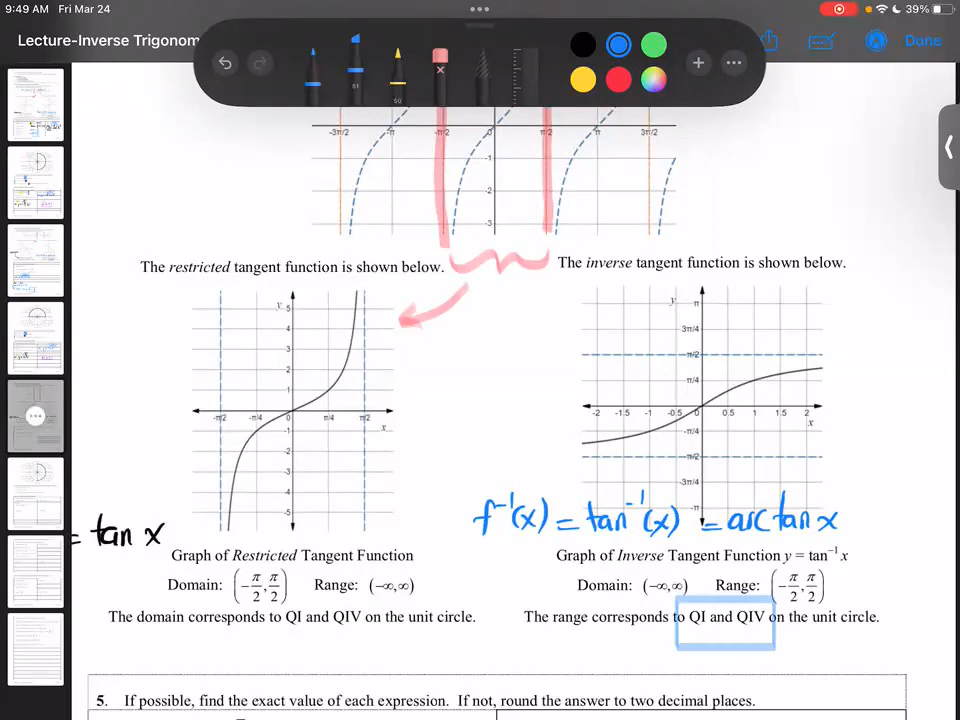 9:49 AM Fri Mar 24
39%
Lecture-Inverse Trigonom
Done
51
50
-3π/2 -π -π/2 0 π/2 π 3π/2
-1
-2
-3
The restricted tangent function is shown below.
The inverse tangent function is shown below.
y
5
4
3
2
1
-π/2 -π/4 0 π/4 π/2
x
-1
-2
-3
-4
-5
y
π
3π/4
π/2
π/4
-2 -1.5 -1 -0.5 0 0.5 1 1.5 2
x
-π/4
-π/2
-3π/4
-π
= tan x
f⁻¹(x) = tan⁻¹(x) = arctan x
Graph of Restricted Tangent Function
Domain: (-π/2, π/2) Range: (-∞,∞)
The domain corresponds to QI and QIV on the unit circle.
Graph of Inverse Tangent Function y = tan⁻¹ x
Domain: (-∞,∞) Range: (-π/2, π/2)
The range corresponds to QI and QIV on the unit circle.
5. If possible, find the exact value of each expression. If not, round the answer to two decimal places.